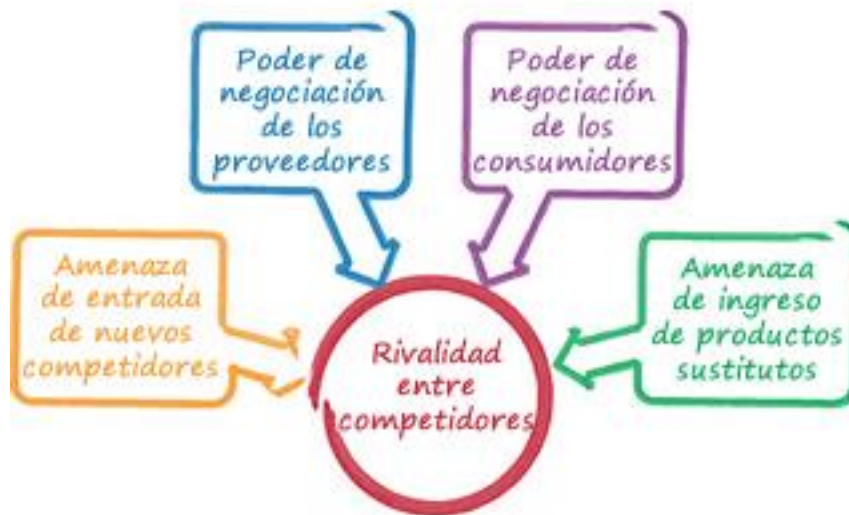 Poder de
negociación
de los
proveedores
Poder de
negociación
de los
consumidores
Amenaza
de entrada
de nuevos
competidores
Amenaza
de ingreso
de productos
sustitutos
Rivalidad
entre
competidores